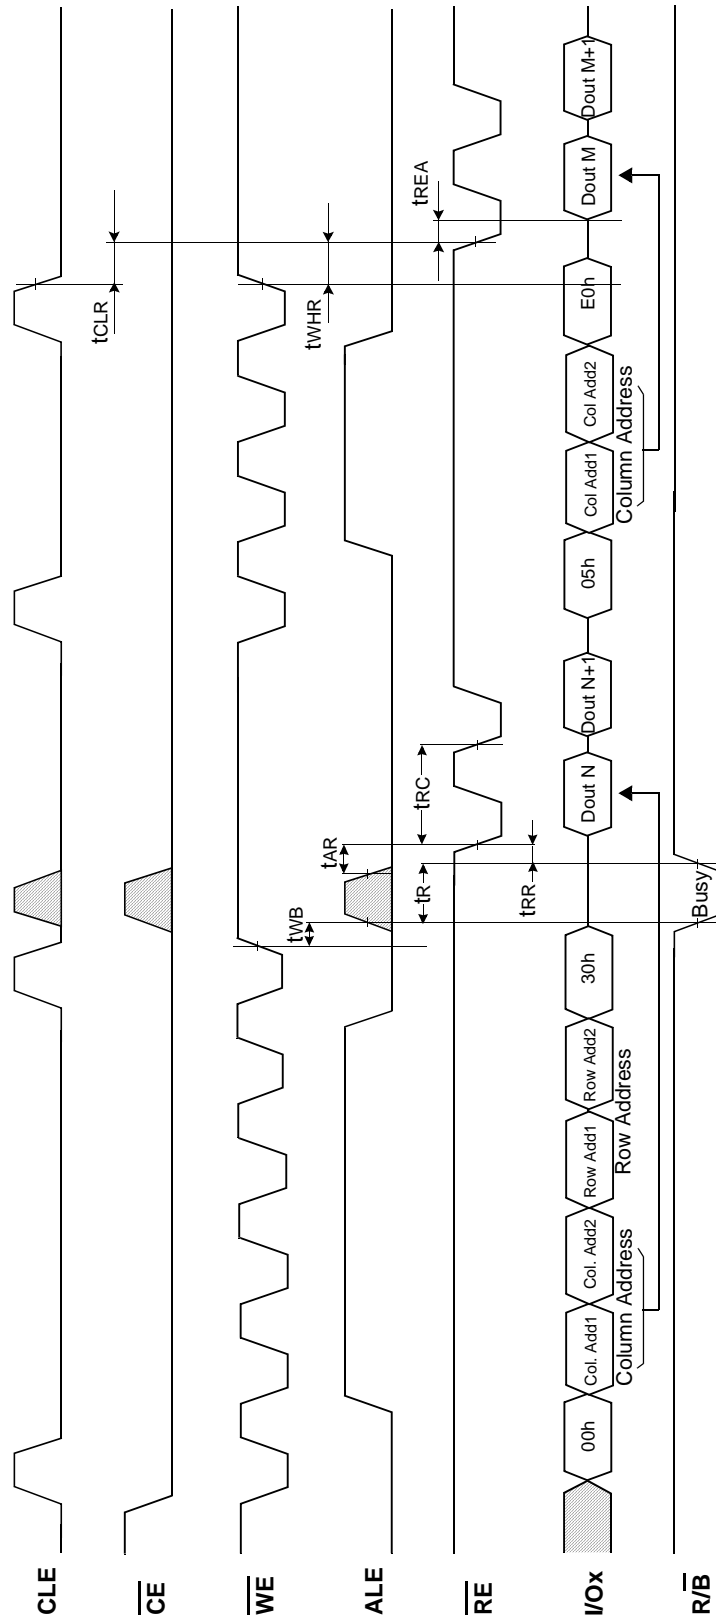 CLE
tCLR
CE
WE
tWB
tWHR
ALE
tAR
tR
tRC
tREA
RE
tRR
I/Ox
00h
Col. Add1
Col. Add2
Row Add1
Row Add2
30h
Dout N
Dout N+1
05h
Col Add1
Col Add2
E0h
Dout M
Dout M+1
Column Address
Row Address
Column Address
R/B
Busy